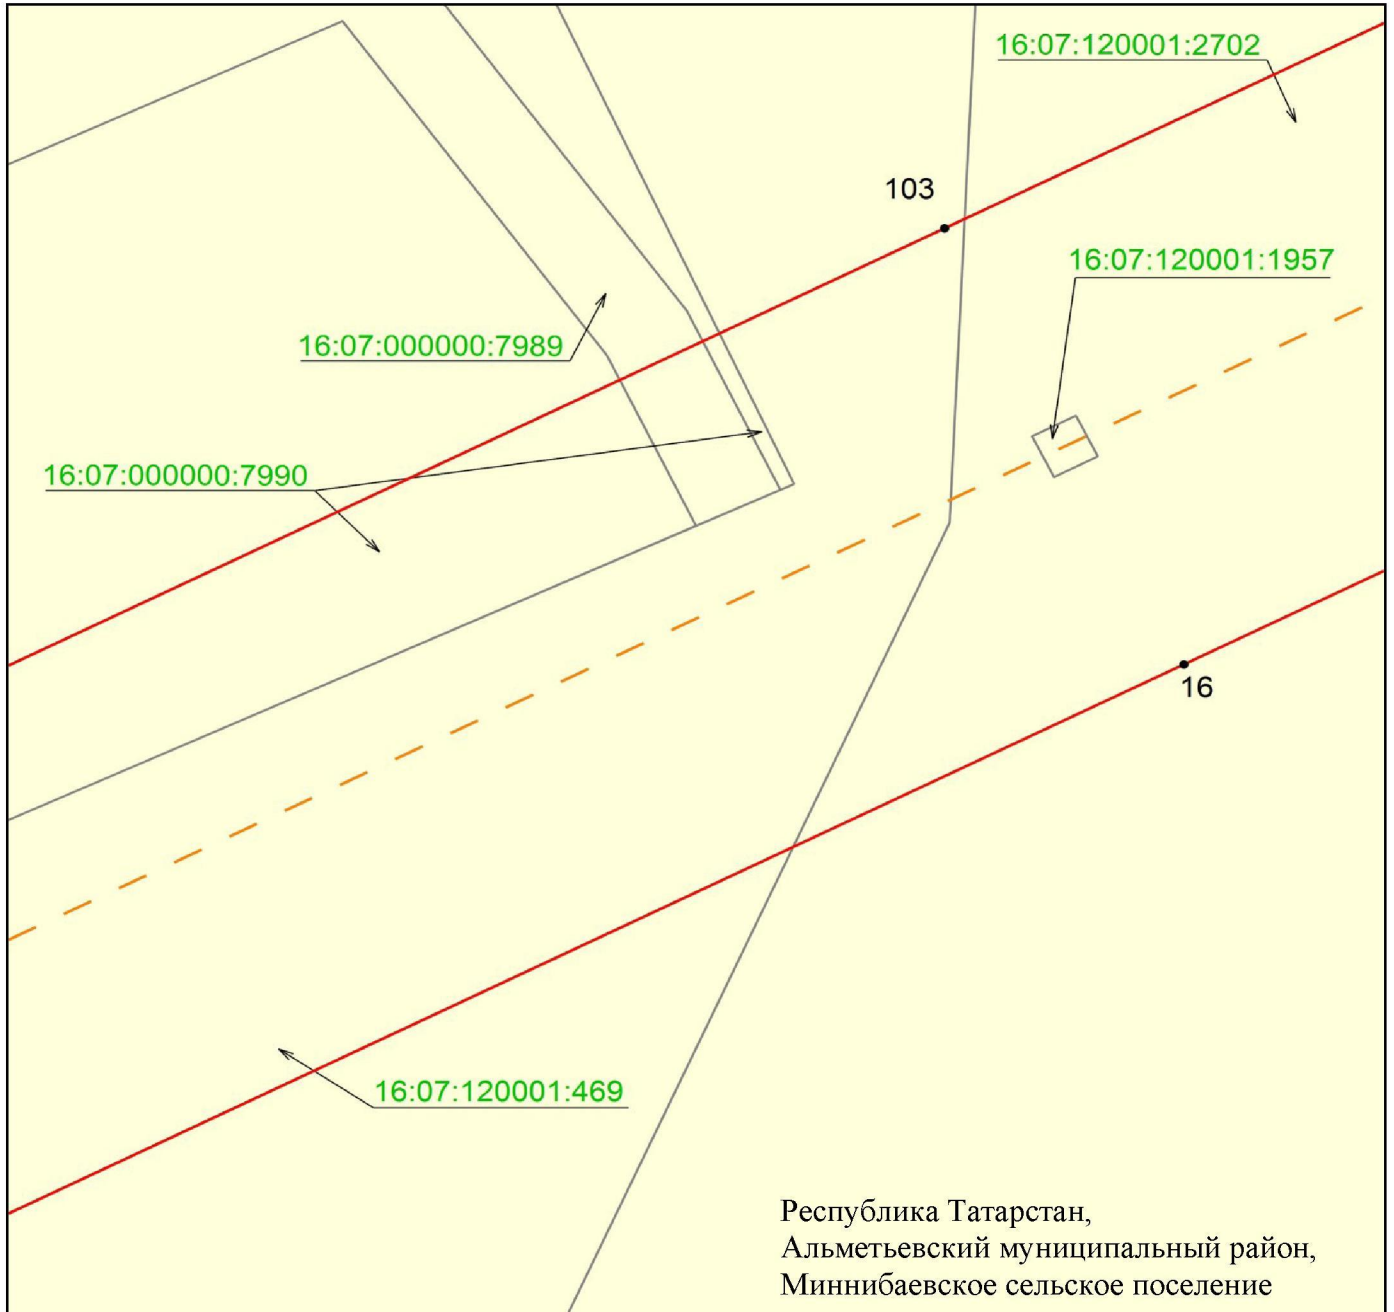 16:07:120001:2702
103
16:07:120001:1957
16:07:000000:7989
16:07:000000:7990
16
16:07:120001:469
Республика Татарстан,
Альметьевский муниципальный район,
Миннибаевское сельское поселение